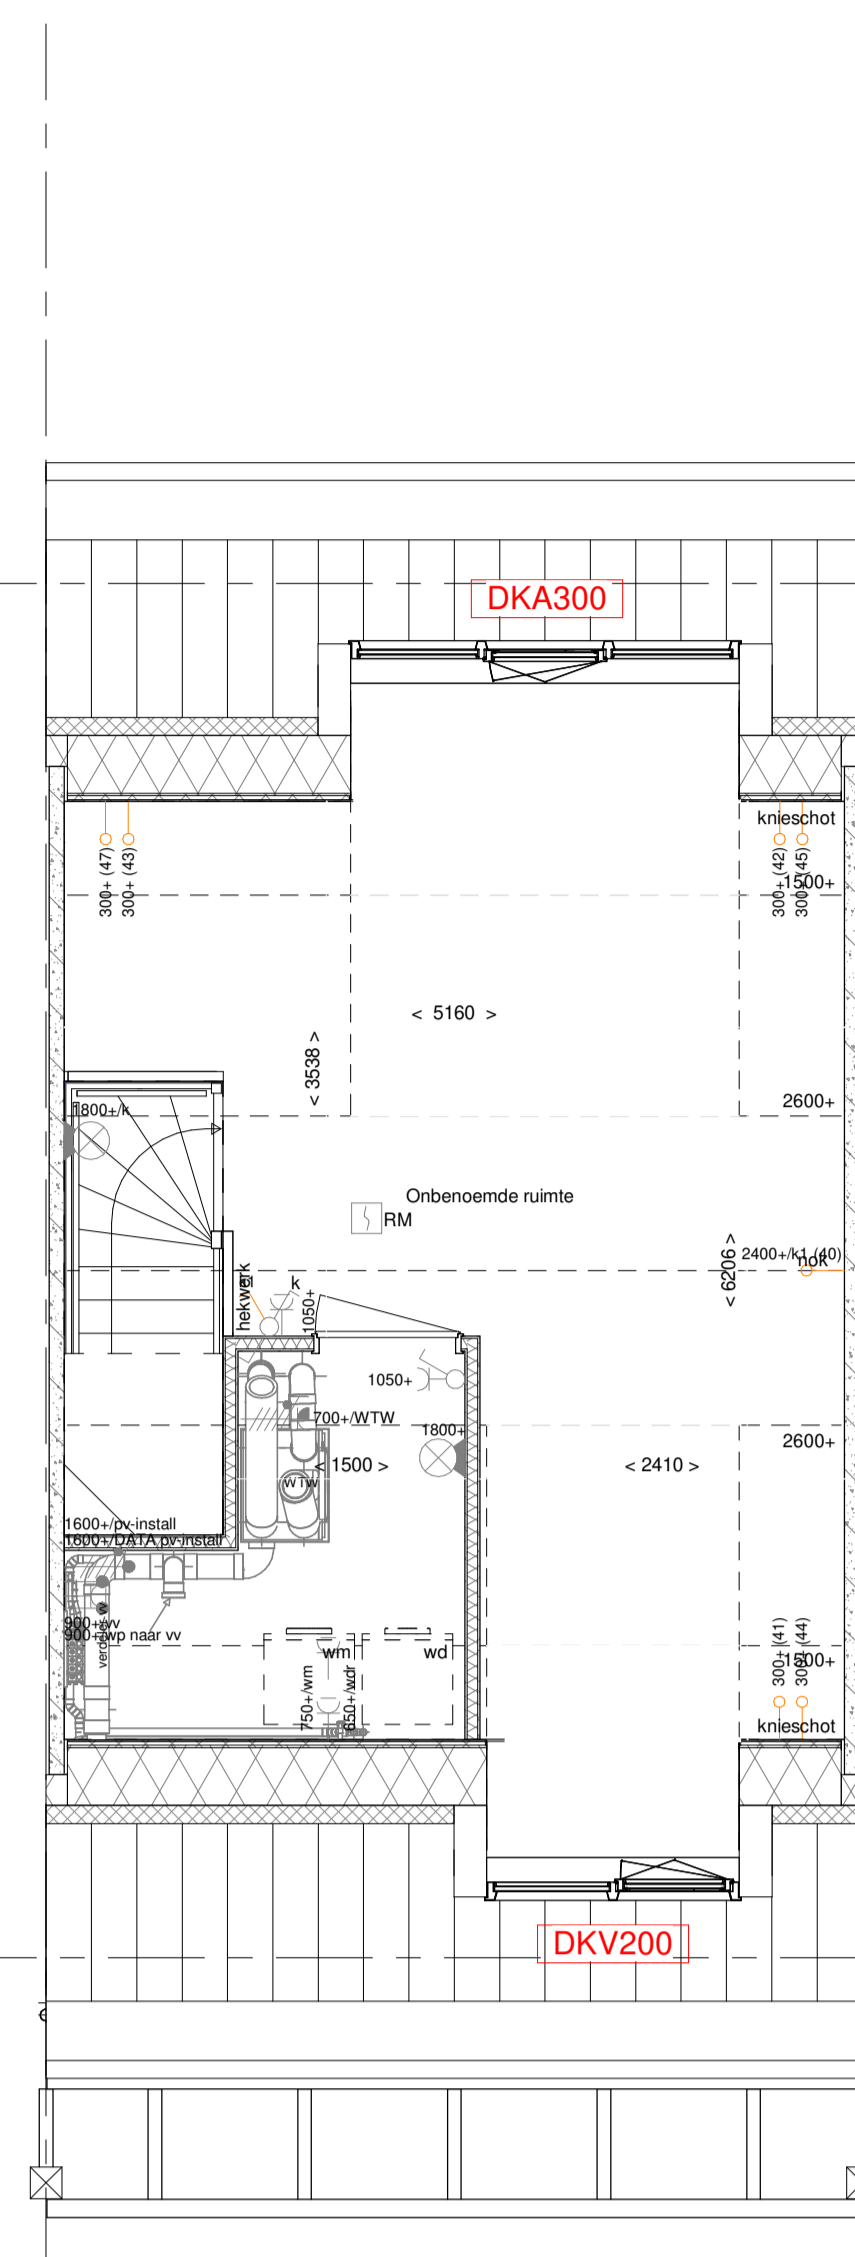 DKA300
knieschot
300+ (47)
300+ (43)
300+ (42)
300+ (45)
1500+
< 5160 >
< 3538 >
2600+
1800+/k
Onbenoemde ruimte
RM
< 6206 >
2400+/k1 (40)
nok
hekwerk
k
1050+
1050+
700+/WTW
1800+
2600+
< 1500 >
< 2410 >
WTW
1600+/pv-install
1600+/DATA pv-install
900+/vv
900+/wp naar vv
wm
wd
750+/wm
650+/wdr
300+ (41)
300+ (44)
1500+
knieschot
DKV200